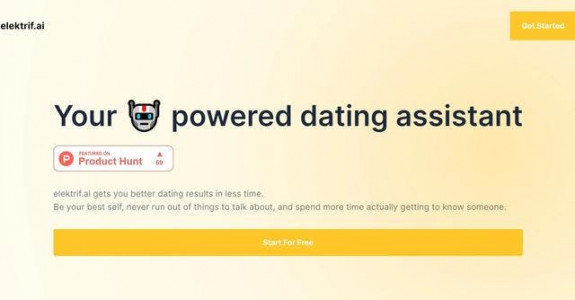 elektrif.ai
Get Started
Your powered dating assistant
FEATURED ON
Product Hunt
elektrif.ai gets you better dating results in less time.
Be your best self, never run out of things to talk about, and spend more time actually getting to know someone.
Start For Free